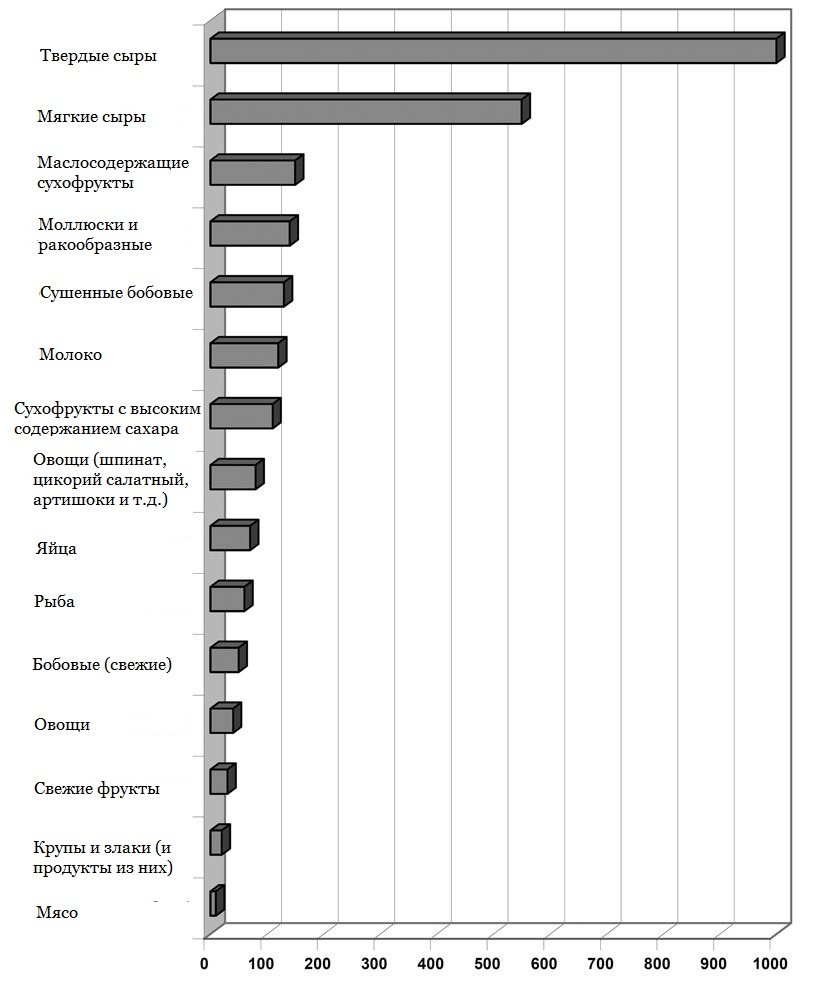 Твердые сыры
Мягкие сыры
Маслосодержащие
сухофрукты
Моллюски и
ракообразные
Сушенные бобовые
Молоко
Сухофрукты с высоким
содержанием сахара
Овощи (шпинат,
цикорий салатный,
артишоки и т.д.)
Яйца
Рыба
Бобовые (свежие)
Овощи
Свежие фрукты
Крупы и злаки (и
продукты из них)
Мясо
0 100 200 300 400 500 600 700 800 900 1000